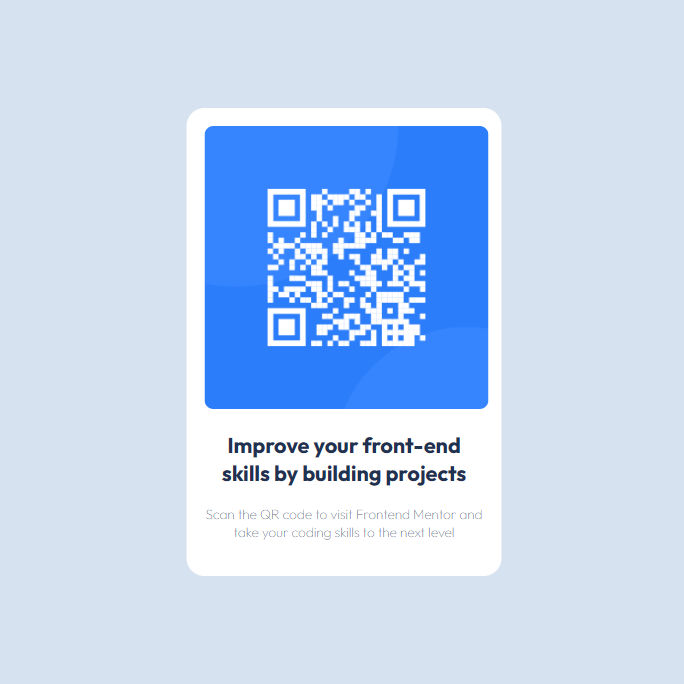 Improve your front-end
skills by building projects
Scan the QR code to visit Frontend Mentor and
take your coding skills to the next level